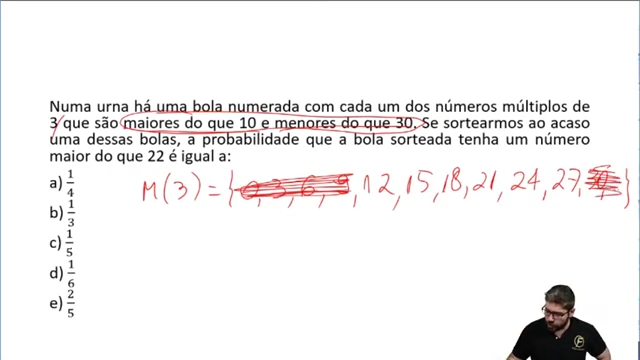 Numa urna há uma bola numerada com cada um dos números múltiplos de
3 que são maiores do que 10 e menores do que 30. Se sortearmos ao acaso
uma dessas bolas, a probabilidade que a bola sorteada tenha um número
maior do que 22 é igual a:
a) 1/4
M(3) = {0, 3, 6, 9, 12, 15, 18, 21, 24, 27, 30}
b) 1/3
c) 1/5
d) 1/6
e) 2/5